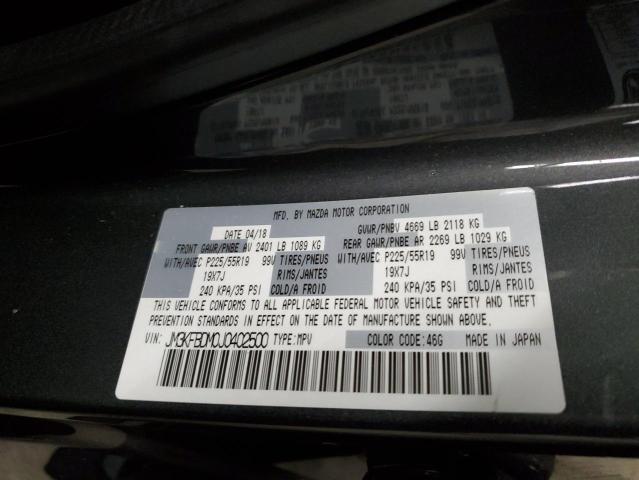 MFD. BY MAZDA MOTOR CORPORATION
DATE 04/18 GVWR/PNBV 4669 LB 2118 KG
FRONT GAWR/PNBE AV 2401 LB 1089 KG REAR GAWR/PNBE AR 2269 LB 1029 KG
WITH/AVEC P225/55R19 99V TIRES/PNEUS WITH/AVEC P225/55R19 99V TIRES/PNEUS
19X7J RIMS/JANTES 19X7J RIMS/JANTES
240 KPA/35 PSI COLD/A FROID 240 KPA/35 PSI COLD/A FROID
THIS VEHICLE CONFORMS TO ALL APPLICABLE FEDERAL MOTOR VEHICLE SAFETY AND THEFT
PREVENTION STANDARDS IN EFFECT ON THE DATE OF MANUFACTURE SHOWN ABOVE.
VIN: JM3KFBDM0J0402500 TYPE:MPV COLOR CODE:46G MADE IN JAPAN